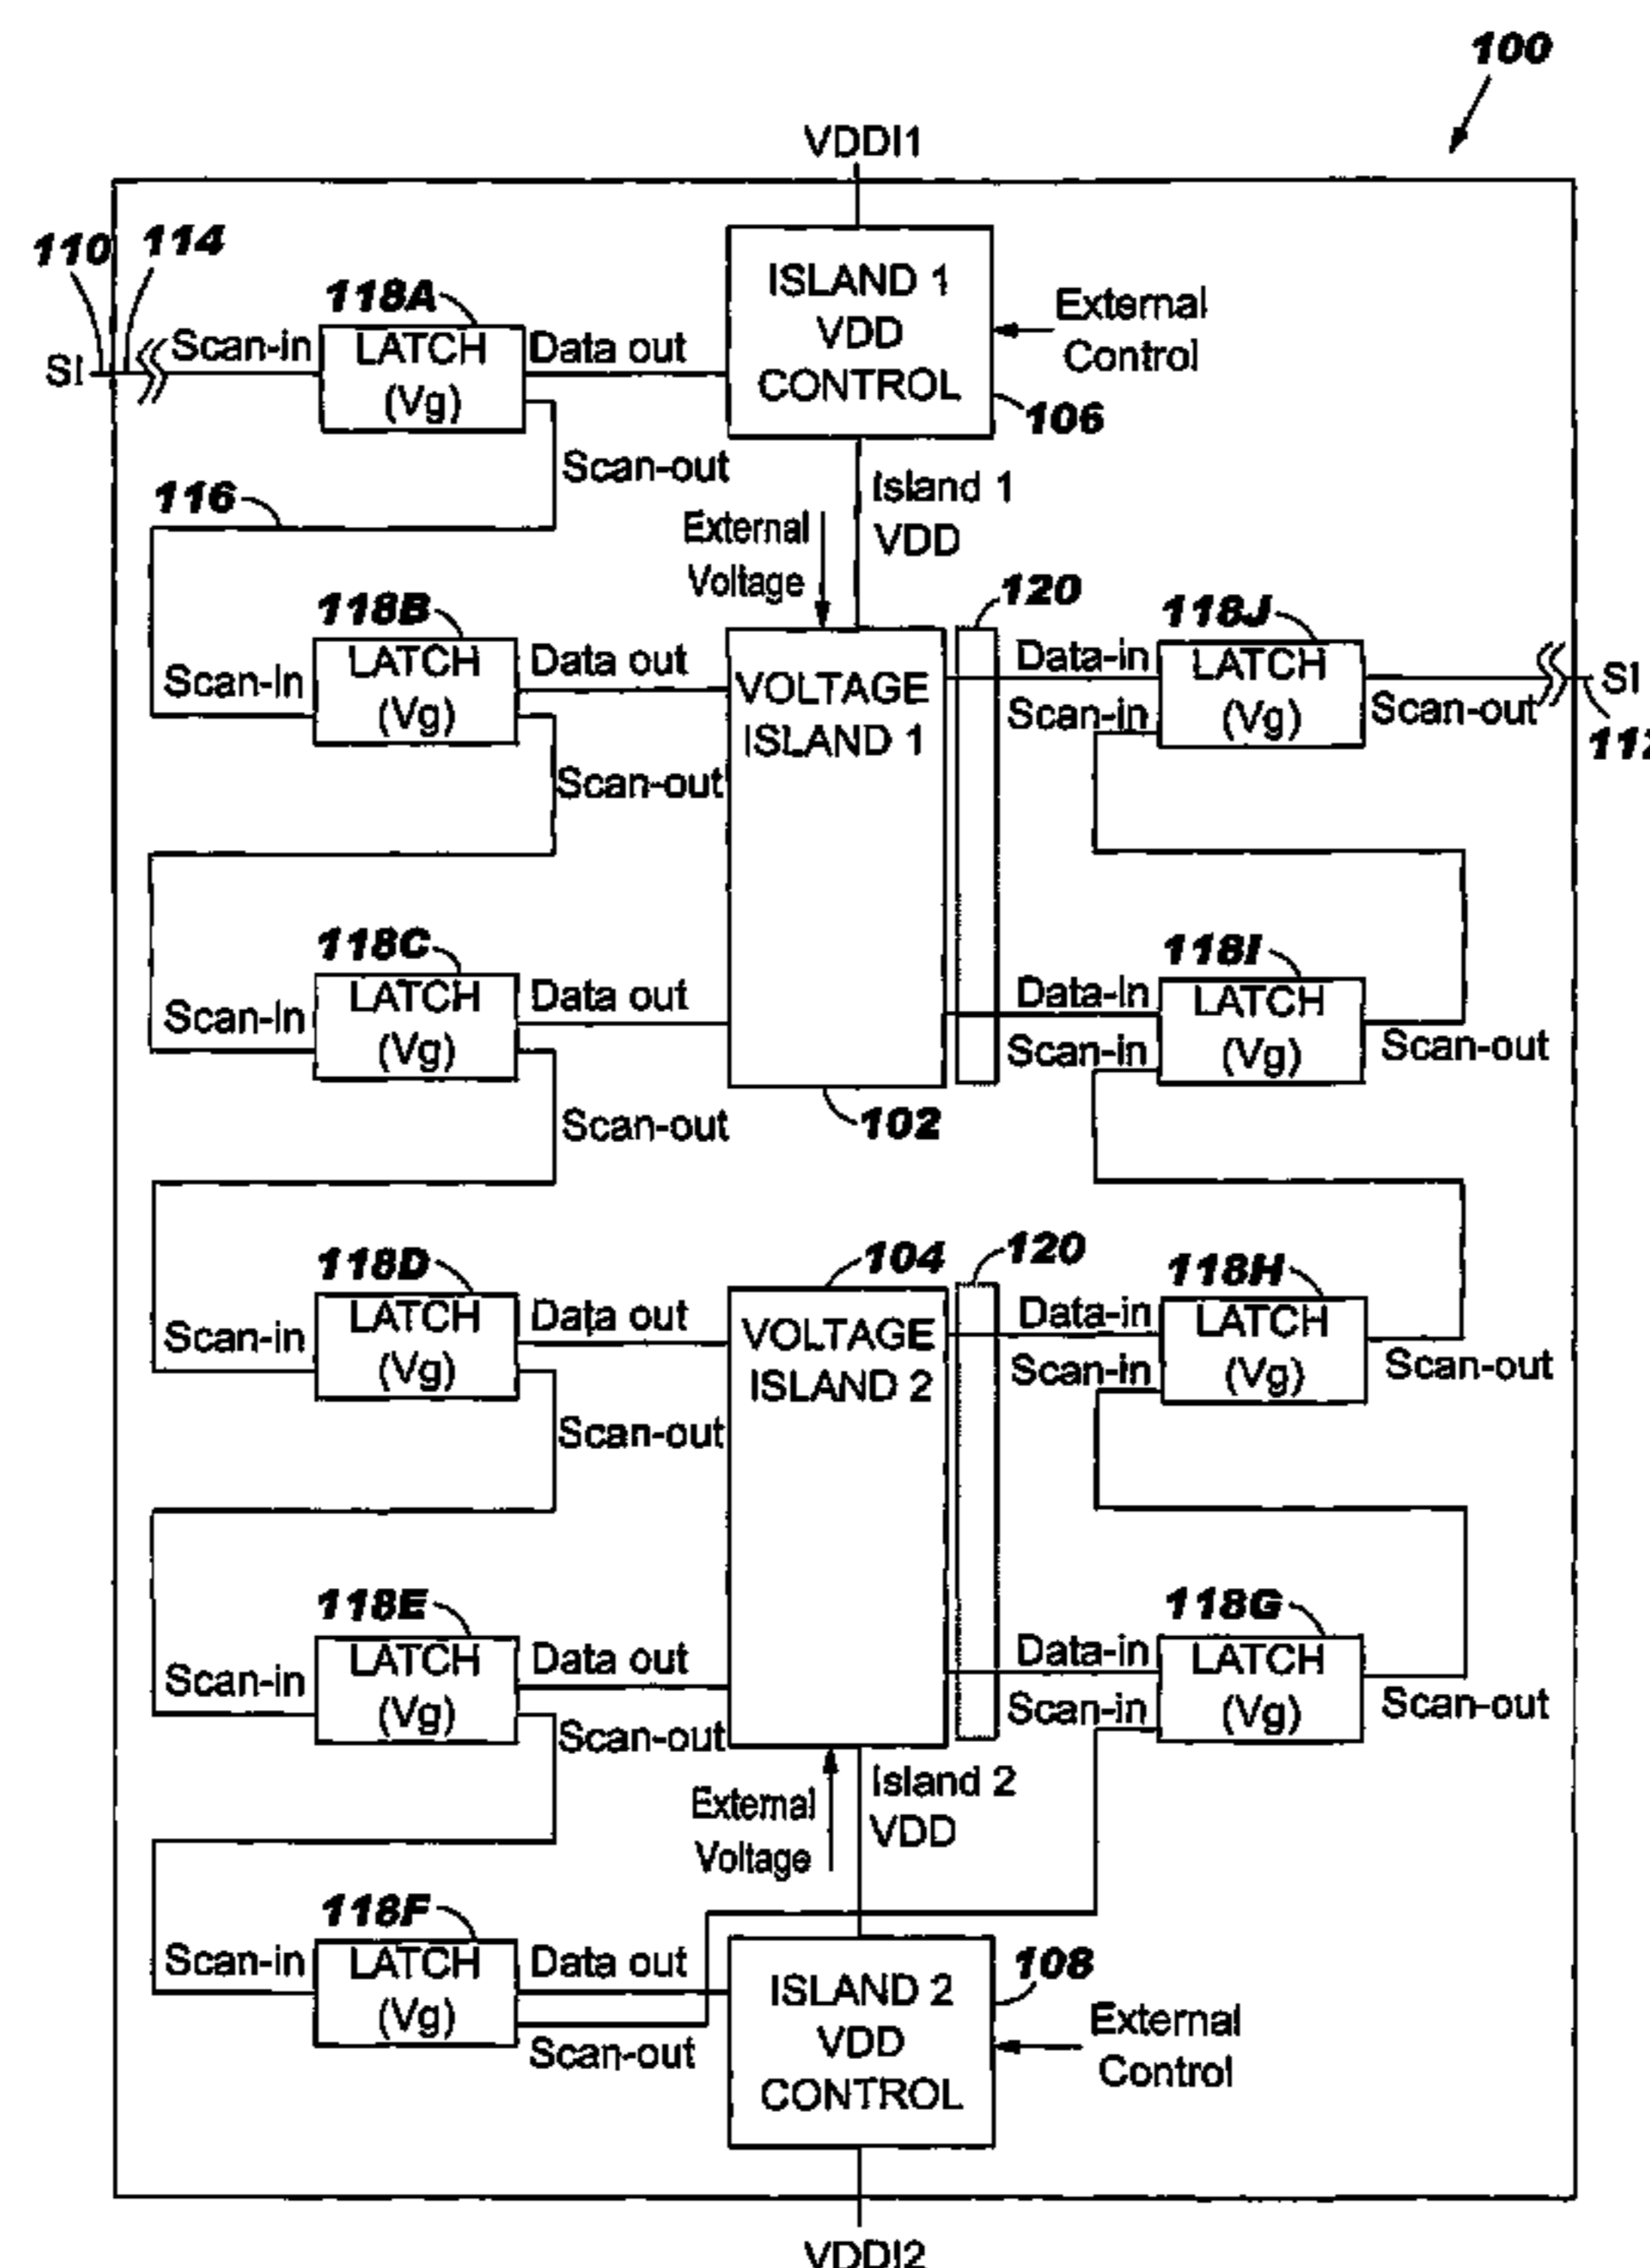 100
VDDI1
110
114
118A
SI
Scan-in
LATCH
(Vg)
Data out
ISLAND 1
VDD
CONTROL
External
Control
106
Scan-out
116
Island 1
VDD
External
Voltage
120
118B
Scan-in
LATCH
(Vg)
Data out
Scan-out
VOLTAGE
ISLAND 1
Data-in
Scan-in
118J
LATCH
(Vg)
Scan-out
SI
118C
Scan-in
LATCH
(Vg)
Data out
Scan-out
102
Data-in
Scan-in
118I
LATCH
(Vg)
Scan-out
118D
Scan-in
LATCH
(Vg)
Data out
Scan-out
104
VOLTAGE
ISLAND 2
120
Data-in
Scan-in
118H
LATCH
(Vg)
Scan-out
118E
Scan-in
LATCH
(Vg)
Data out
Scan-out
Data-in
Scan-in
118G
LATCH
(Vg)
Scan-out
External
Voltage
Island 2
VDD
118F
Scan-in
LATCH
(Vg)
Data out
Scan-out
ISLAND 2
VDD
CONTROL
108
External
Control
VDDI2